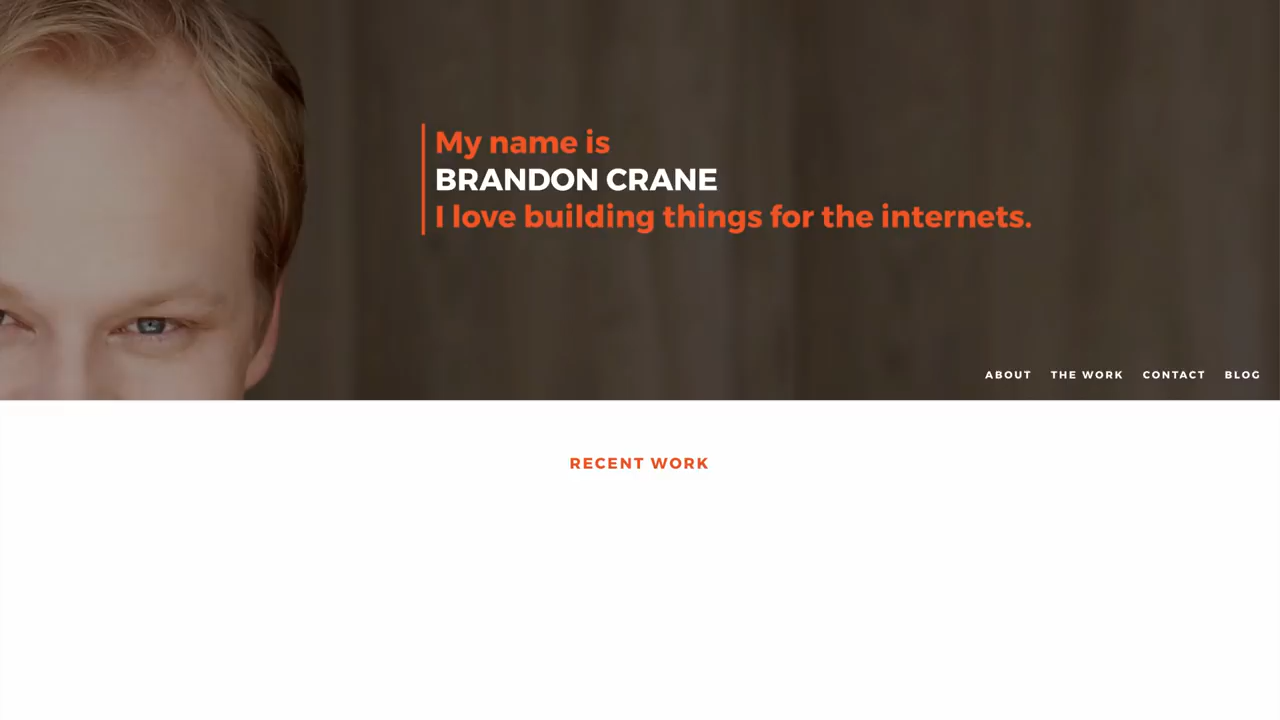 My name is
BRANDON CRANE
I love building things for the internets.
ABOUT THE WORK CONTACT BLOG
RECENT WORK